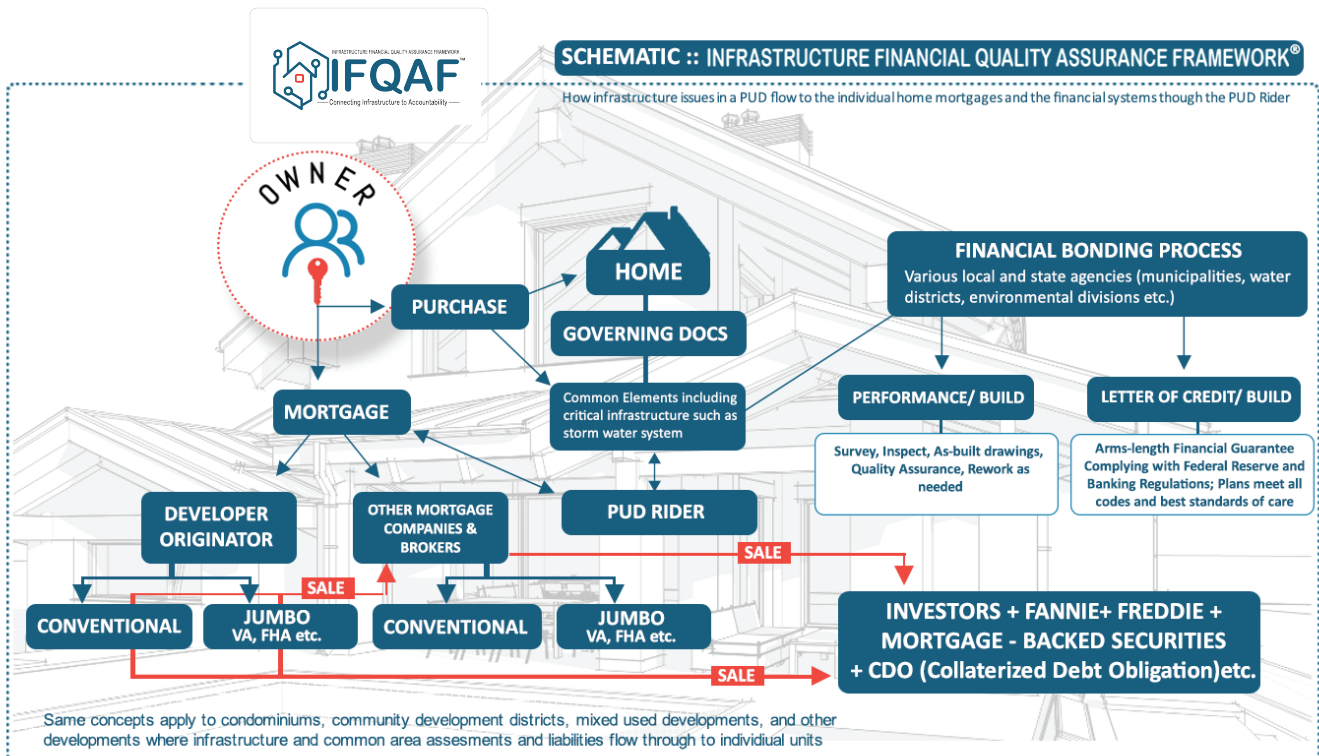 INFRASTRUCTURE FINANCIAL QUALITY ASSURANCE FRAMEWORK
IFQAF™
Connecting Infrastructure to Accountability
SCHEMATIC :: INFRASTRUCTURE FINANCIAL QUALITY ASSURANCE FRAMEWORK®
How infrastructure issues in a PUD flow to the individual home mortgages and the financial systems though the PUD Rider
OWNER
HOME
PURCHASE
GOVERNING DOCS
FINANCIAL BONDING PROCESS
Various local and state agencies (municipalities, water
districts, environmental divisions etc.)
MORTGAGE
Common Elements including
critical infrastructure such as
storm water system
PERFORMANCE/ BUILD
LETTER OF CREDIT/ BUILD
Survey, Inspect, As-built drawings,
Quality Assurance, Rework as
needed
Arms-length Financial Guarantee
Complying with Federal Reserve and
Banking Regulations; Plans meet all
codes and best standards of care
DEVELOPER
ORIGINATOR
OTHER MORTGAGE
COMPANIES &
BROKERS
PUD RIDER
SALE
SALE
CONVENTIONAL
JUMBO
VA, FHA etc.
CONVENTIONAL
JUMBO
VA, FHA etc.
INVESTORS + FANNIE+ FREDDIE +
MORTGAGE - BACKED SECURITIES
+ CDO (Collaterized Debt Obligation)etc.
SALE
Same concepts apply to condominiums, community development districts, mixed used developments, and other
developments where infrastructure and common area assesments and liabilities flow through to individiual units